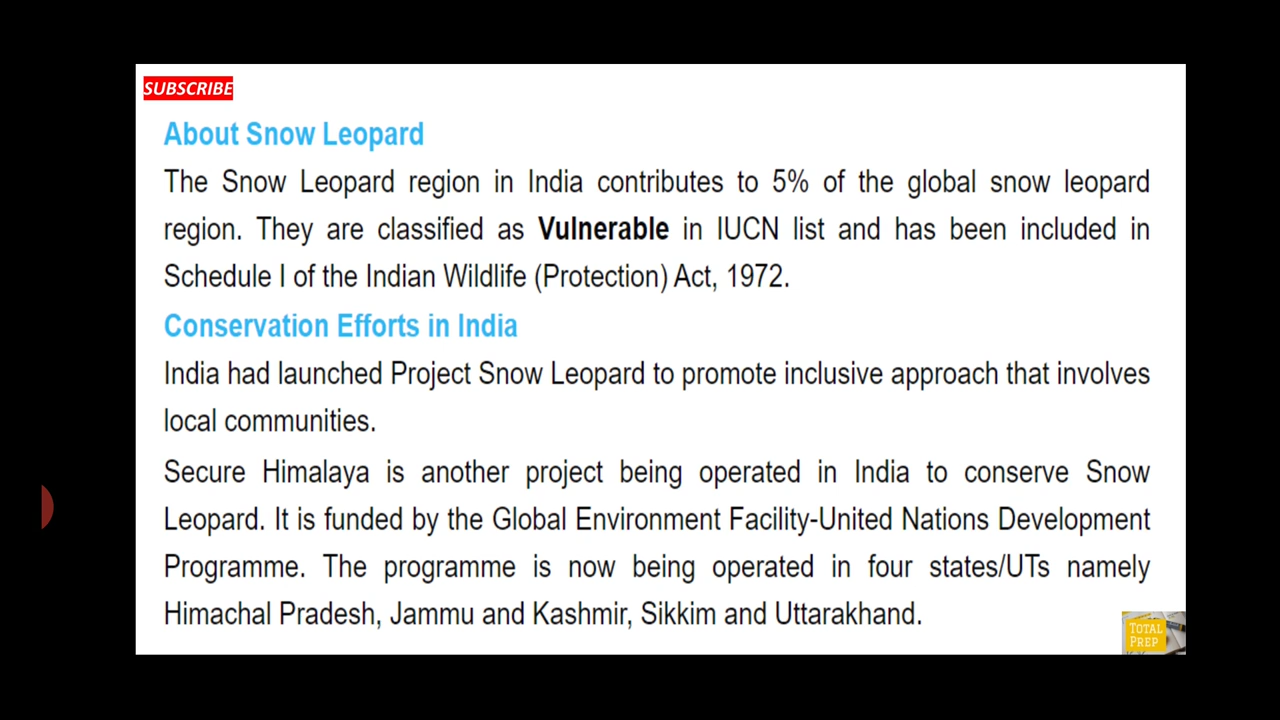 SUBSCRIBE
About Snow Leopard
The Snow Leopard region in India contributes to 5% of the global snow leopard
region. They are classified as Vulnerable in IUCN list and has been included in
Schedule I of the Indian Wildlife (Protection) Act, 1972.
Conservation Efforts in India
India had launched Project Snow Leopard to promote inclusive approach that involves
local communities.
Secure Himalaya is another project being operated in India to conserve Snow
Leopard. It is funded by the Global Environment Facility-United Nations Development
Programme. The programme is now being operated in four states/UTs namely
Himachal Pradesh, Jammu and Kashmir, Sikkim and Uttarakhand.
TOTAL
PREP